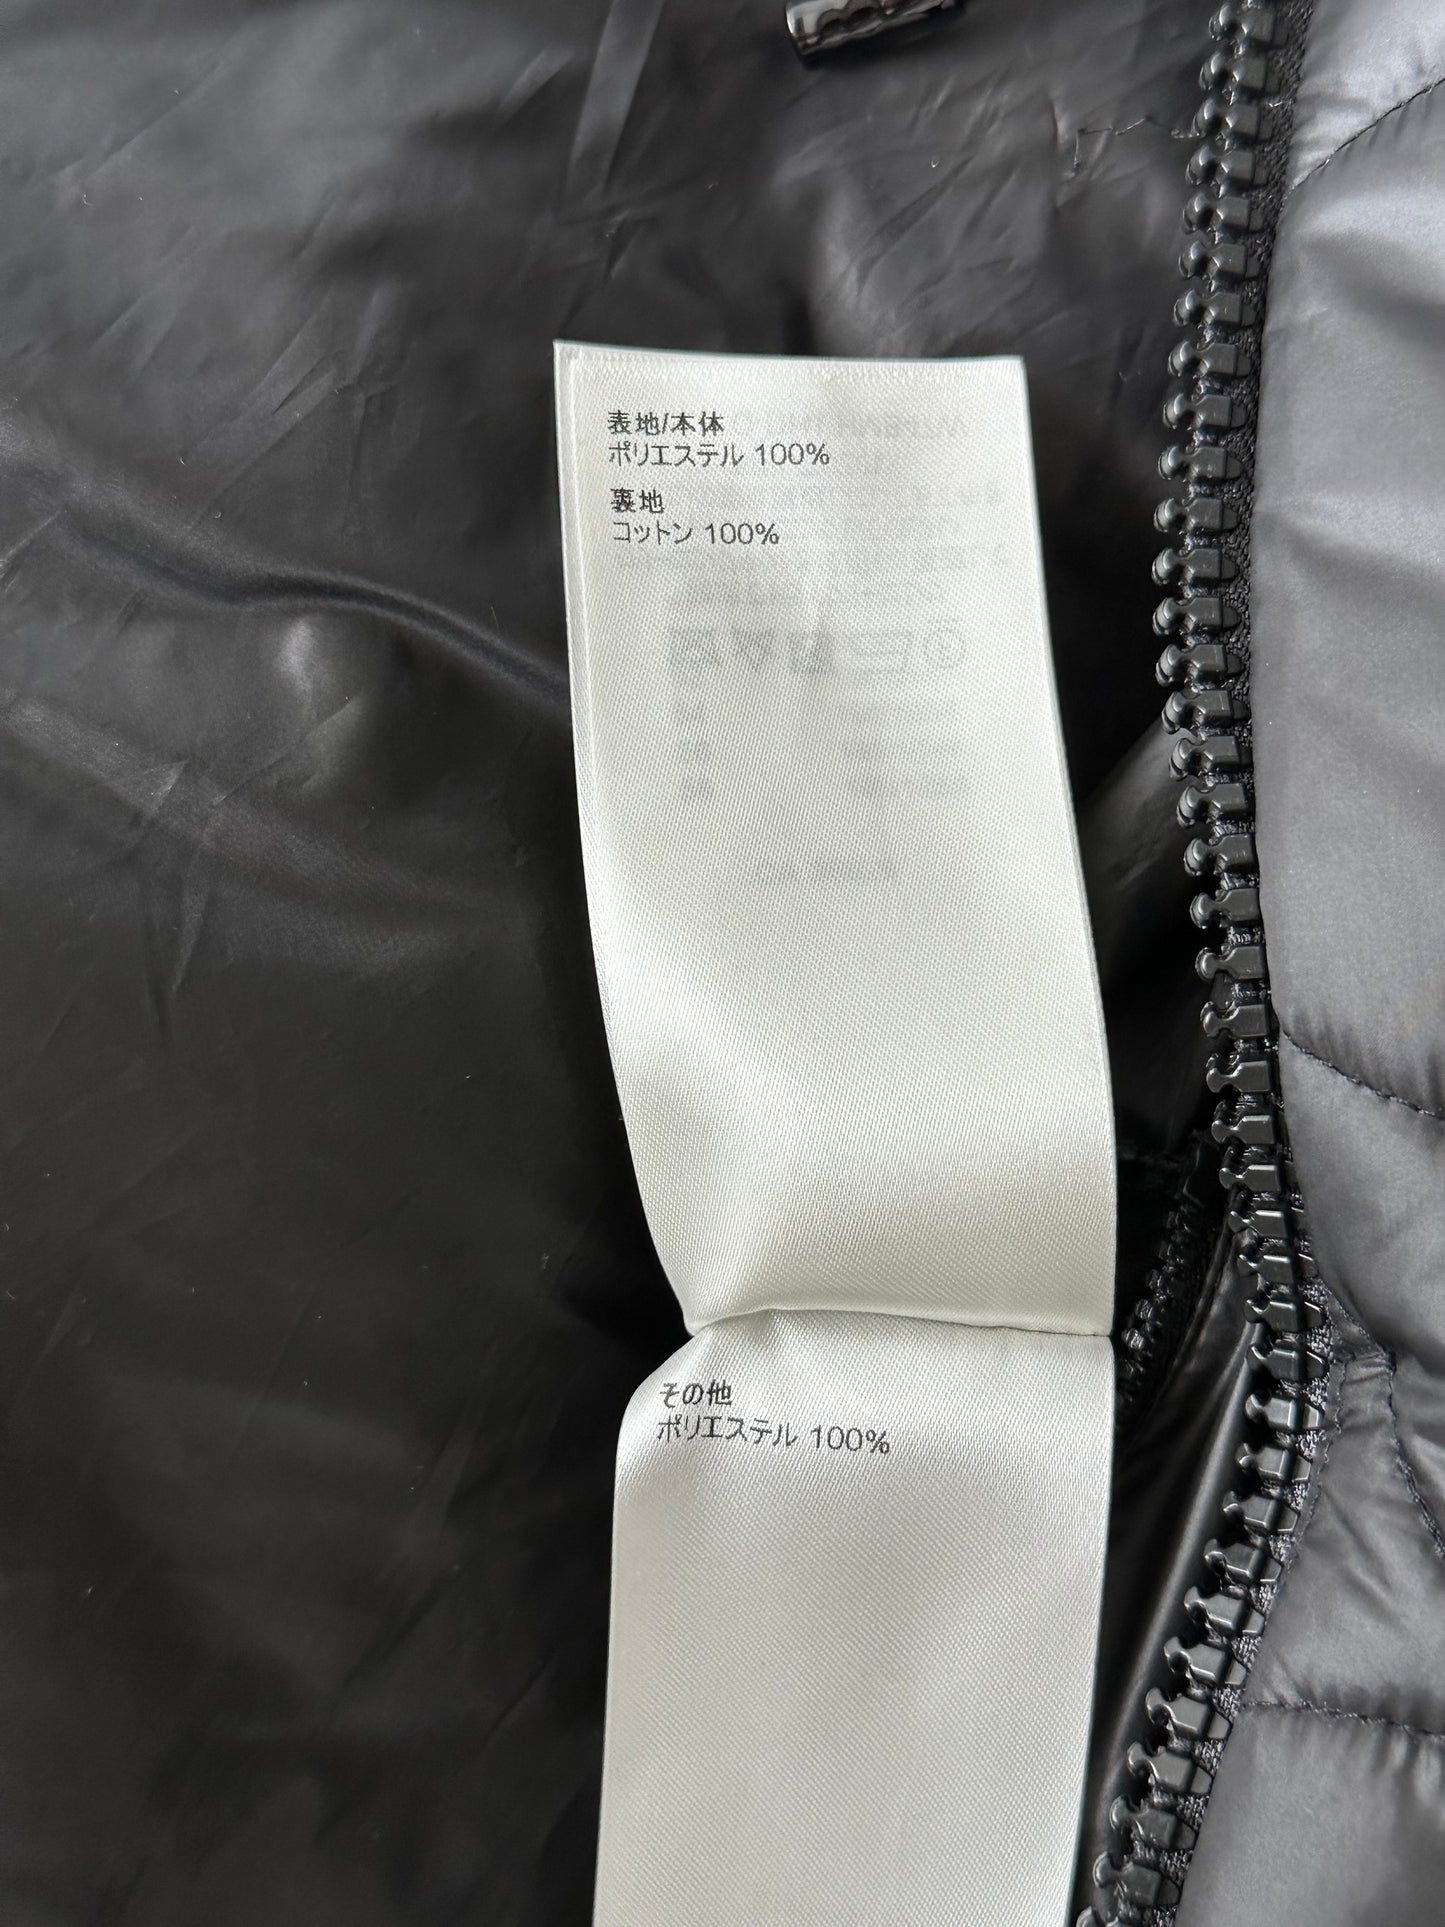 表地/本体
ポリエステル 100%
裏地
コットン 100%
その他
ポリエステル 100%